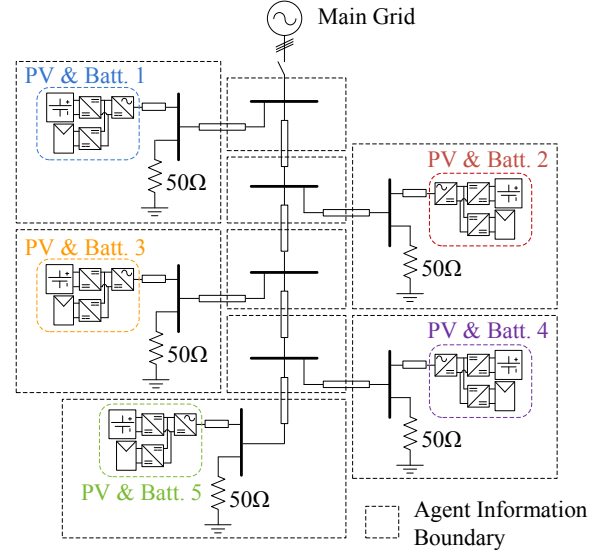 Main Grid
PV & Batt. 1
50Ω
PV & Batt. 2
50Ω
PV & Batt. 3
50Ω
PV & Batt. 4
50Ω
PV & Batt. 5
50Ω
Agent Information
Boundary